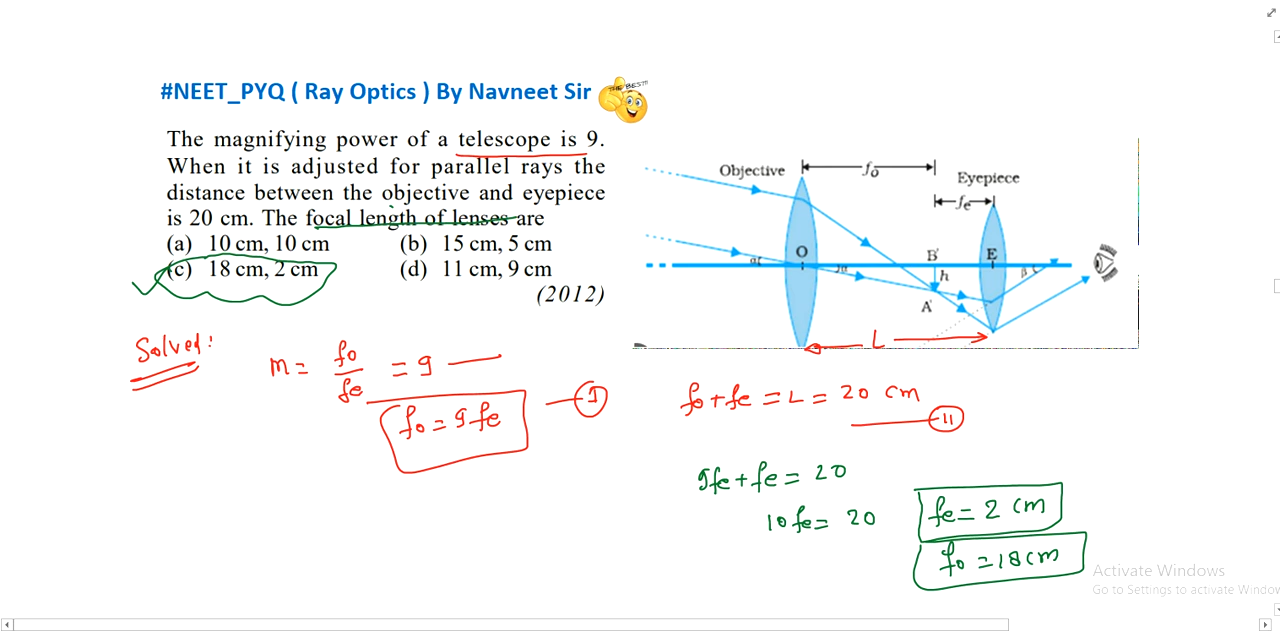 #NEET_PYQ ( Ray Optics ) By Navneet Sir
THE BEST!!
The magnifying power of a telescope is 9.
When it is adjusted for parallel rays the
distance between the objective and eyepiece
is 20 cm. The focal length of lenses are
(a) 10 cm, 10 cm (b) 15 cm, 5 cm
(c) 18 cm, 2 cm (d) 11 cm, 9 cm
(2012)
Objective fo
Eyepiece
fe
O B' E
α α h β
A'
L
Solved:
m = fo/fe = 9
fo = 9fe — I
fo + fe = L = 20 cm
II
9fe + fe = 20
10fe = 20
fe = 2 cm
fo = 18cm
Activate Windows
Go to Settings to activate Window